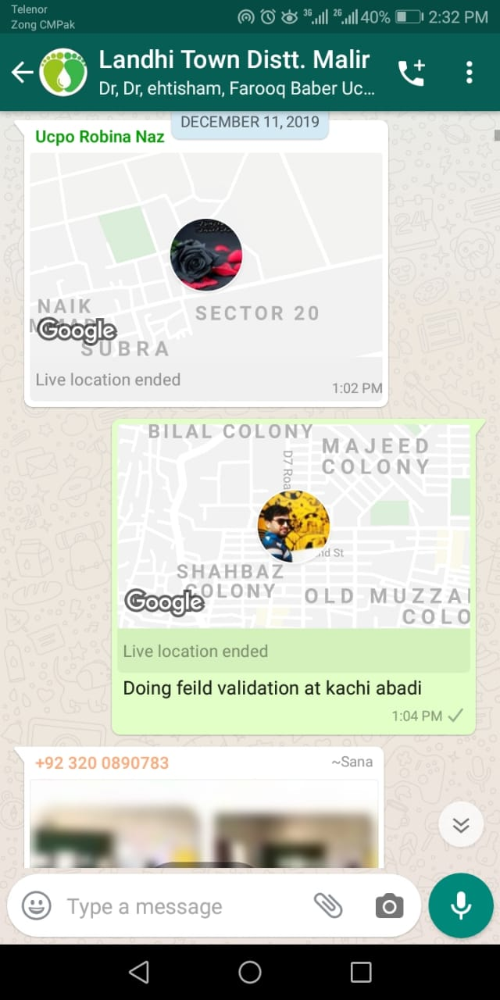 Telenor
Zong CMPak
3G 2G 40% 2:32 PM
Landhi Town Distt. Malir
Dr, Dr, ehtisham, Farooq Baber Uc...
DECEMBER 11, 2019
Ucpo Robina Naz
NAIK
SECTOR 20
Google
SUBRA
Live location ended
1:02 PM
BILAL COLONY
MAJEED
COLONY
D7 Roa
nd St
SHAHBAZ
COLONY
Google
OLD MUZZA
COLO
Live location ended
Doing feild validation at kachi abadi
1:04 PM
+92 320 0890783 ~Sana
Type a message